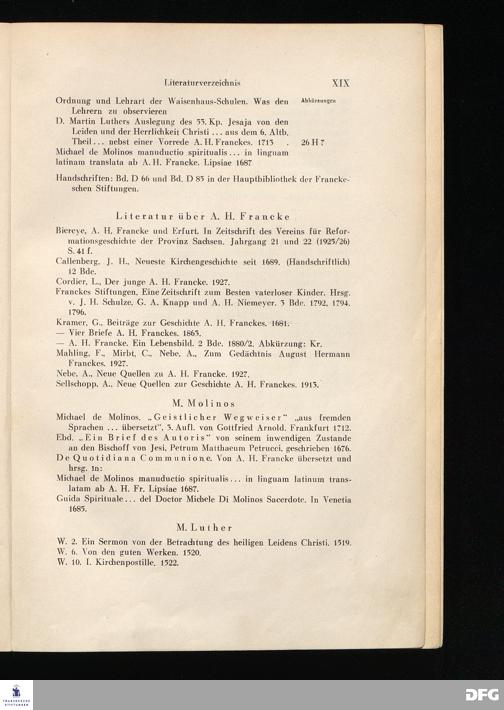 Literaturverzeichnis XIX
Ordnung und Lehrart der Waisenhaus-Schulen. Was den Abkürzungen
Lehrern zu observieren
D. Martin Luthers Auslegung des 53. Kp. Jesaja von den
Leiden und der Herrlichkeit Christi ... aus dem 6. Altb.
Theil ... nebst einer Vorrede A. H. Franckes. 1713 . 26 H 7
Michael de Molinos manuductio spiritualis ... in linguam
latinam translata ab A. H. Francke. Lipsiae 1687
Handschriften: Bd. D 66 und Bd. D 85 in der Hauptbibliothek der Francke-
schen Stiftungen.
Literatur über A. H. Francke
Biereye, A. H. Francke und Erfurt. In Zeitschrift des Vereins für Refor-
mationsgeschichte der Provinz Sachsen. Jahrgang 21 und 22 (1925/26)
S. 41 f.
Callenberg, J. H., Neueste Kirchengeschichte seit 1689. (Handschriftlich)
12 Bde.
Cordier, L., Der junge A. H. Francke. 1927.
Franckes Stiftungen. Eine Zeitschrift zum Besten vaterloser Kinder. Hrsg.
v. J. H. Schulze, G. A. Knapp und A. H. Niemeyer. 3 Bde. 1792, 1794,
1796.
Kramer, G., Beiträge zur Geschichte A. H. Franckes. 1681.
— Vier Briefe A. H. Franckes. 1863.
— A. H. Francke. Ein Lebensbild. 2 Bde. 1880/2. Abkürzung: Kr.
Mahling, F., Mirbt, C., Nebe, A., Zum Gedächtnis August Hermann
Franckes. 1927.
Nebe, A., Neue Quellen zu A. H. Francke. 1927.
Sellschopp, A., Neue Quellen zur Geschichte A. H. Franckes. 1913.
M. Molinos
Michael de Molinos. „Geistlicher Wegweiser“ „aus fremden
Sprachen ... übersetzt“, 3. Aufl. von Gottfried Arnold. Frankfurt 1712.
Ebd. „Ein Brief des Autoris“ von seinem inwendigen Zustande
an den Bischoff von Jesi, Petrum Matthaeum Petrucci, geschrieben 1676.
De Quotidiana Communione. Von A. H. Francke übersetzt und
hrsg. in:
Michael de Molinos manuductio spiritualis ... in linguam latinum trans-
latam ab A. H. Fr. Lipsiae 1687.
Guida Spirituale ... del Doctor Michele Di Molinos Sacerdote. In Venetia
1685.
M. Luther
W. 2. Ein Sermon von der Betrachtung des heiligen Leidens Christi. 1519.
W. 6. Von den guten Werken. 1520.
W. 10. I. Kirchenpostille. 1522.
FRANCKESCHE
STIFTUNGEN
DFG